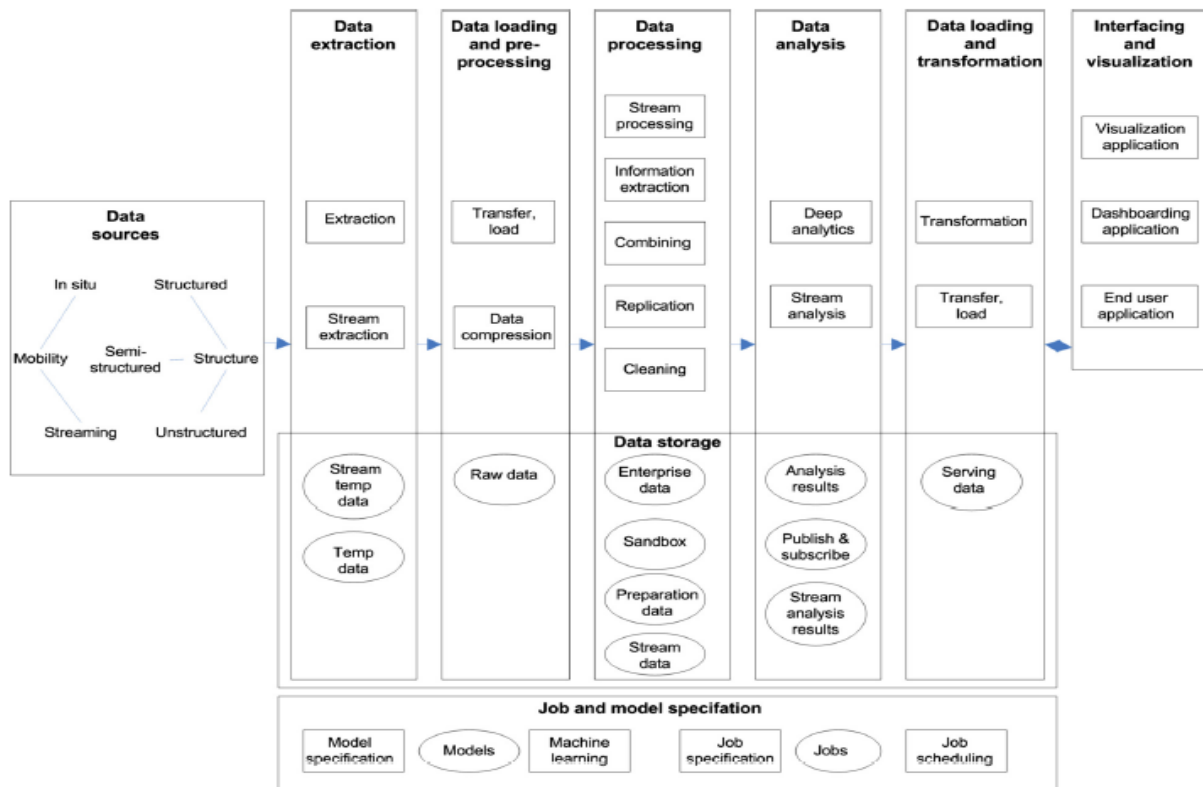 Data
extraction
Data loading
and pre-
processing
Data
processing
Data
analysis
Data loading
and
transformation
Interfacing
and
visualization
Stream
processing
Visualization
application
Information
extraction
Data
sources
Extraction
Transfer,
load
Combining
Deep
analytics
Transformation
Dashboarding
application
In situ
Structured
Stream
extraction
Data
compression
Replication
Stream
analysis
Transfer,
load
End user
application
Mobility
Semi-
structured
Structure
Cleaning
Streaming
Unstructured
Data storage
Stream
temp
data
Raw data
Enterprise
data
Analysis
results
Serving
data
Temp
data
Sandbox
Publish &
subscribe
Preparation
data
Stream
analysis
results
Stream
data
Job and model specifation
Model
specification
Models
Machine
learning
Job
specification
Jobs
Job
scheduling